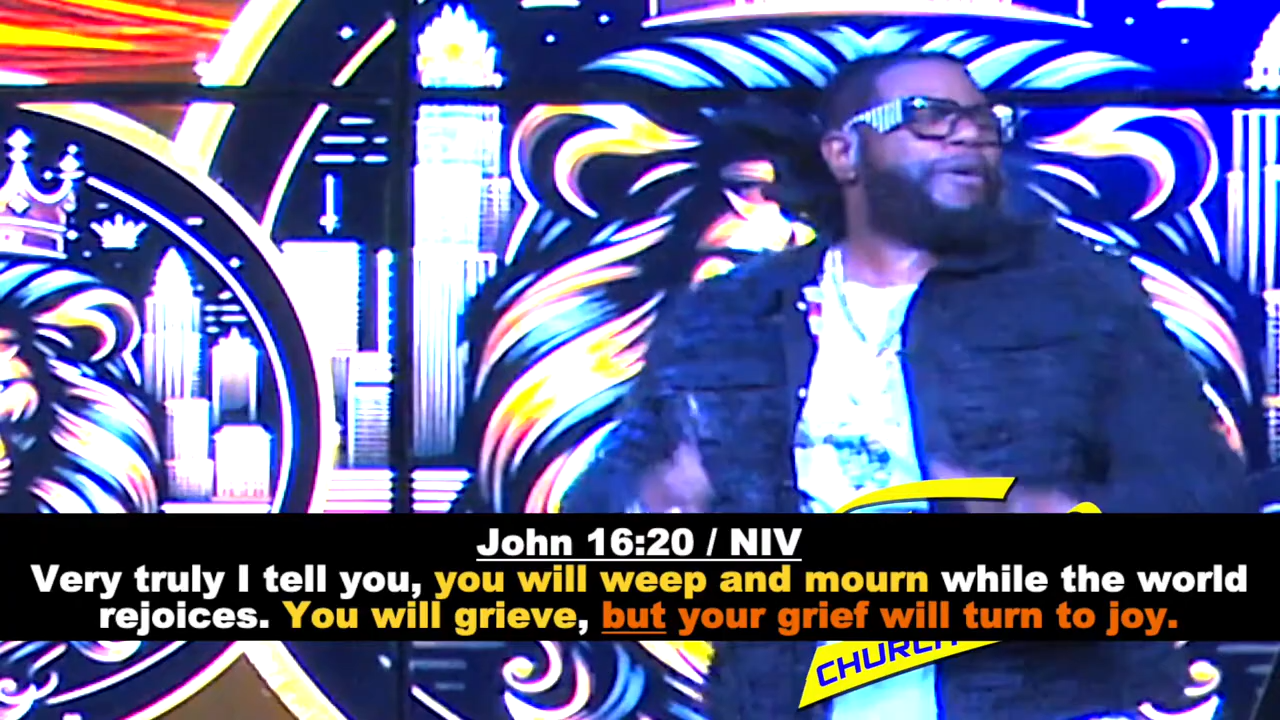 John 16:20 / NIV
Very truly I tell you, you will weep and mourn while the world
rejoices. You will grieve, but your grief will turn to joy.
CHURCH